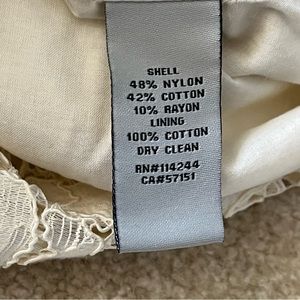 SHELL
48% NYLON
42% COTTON
10% RAYON
LINING
100% COTTON
DRY CLEAN
RN#114244
CA#57151